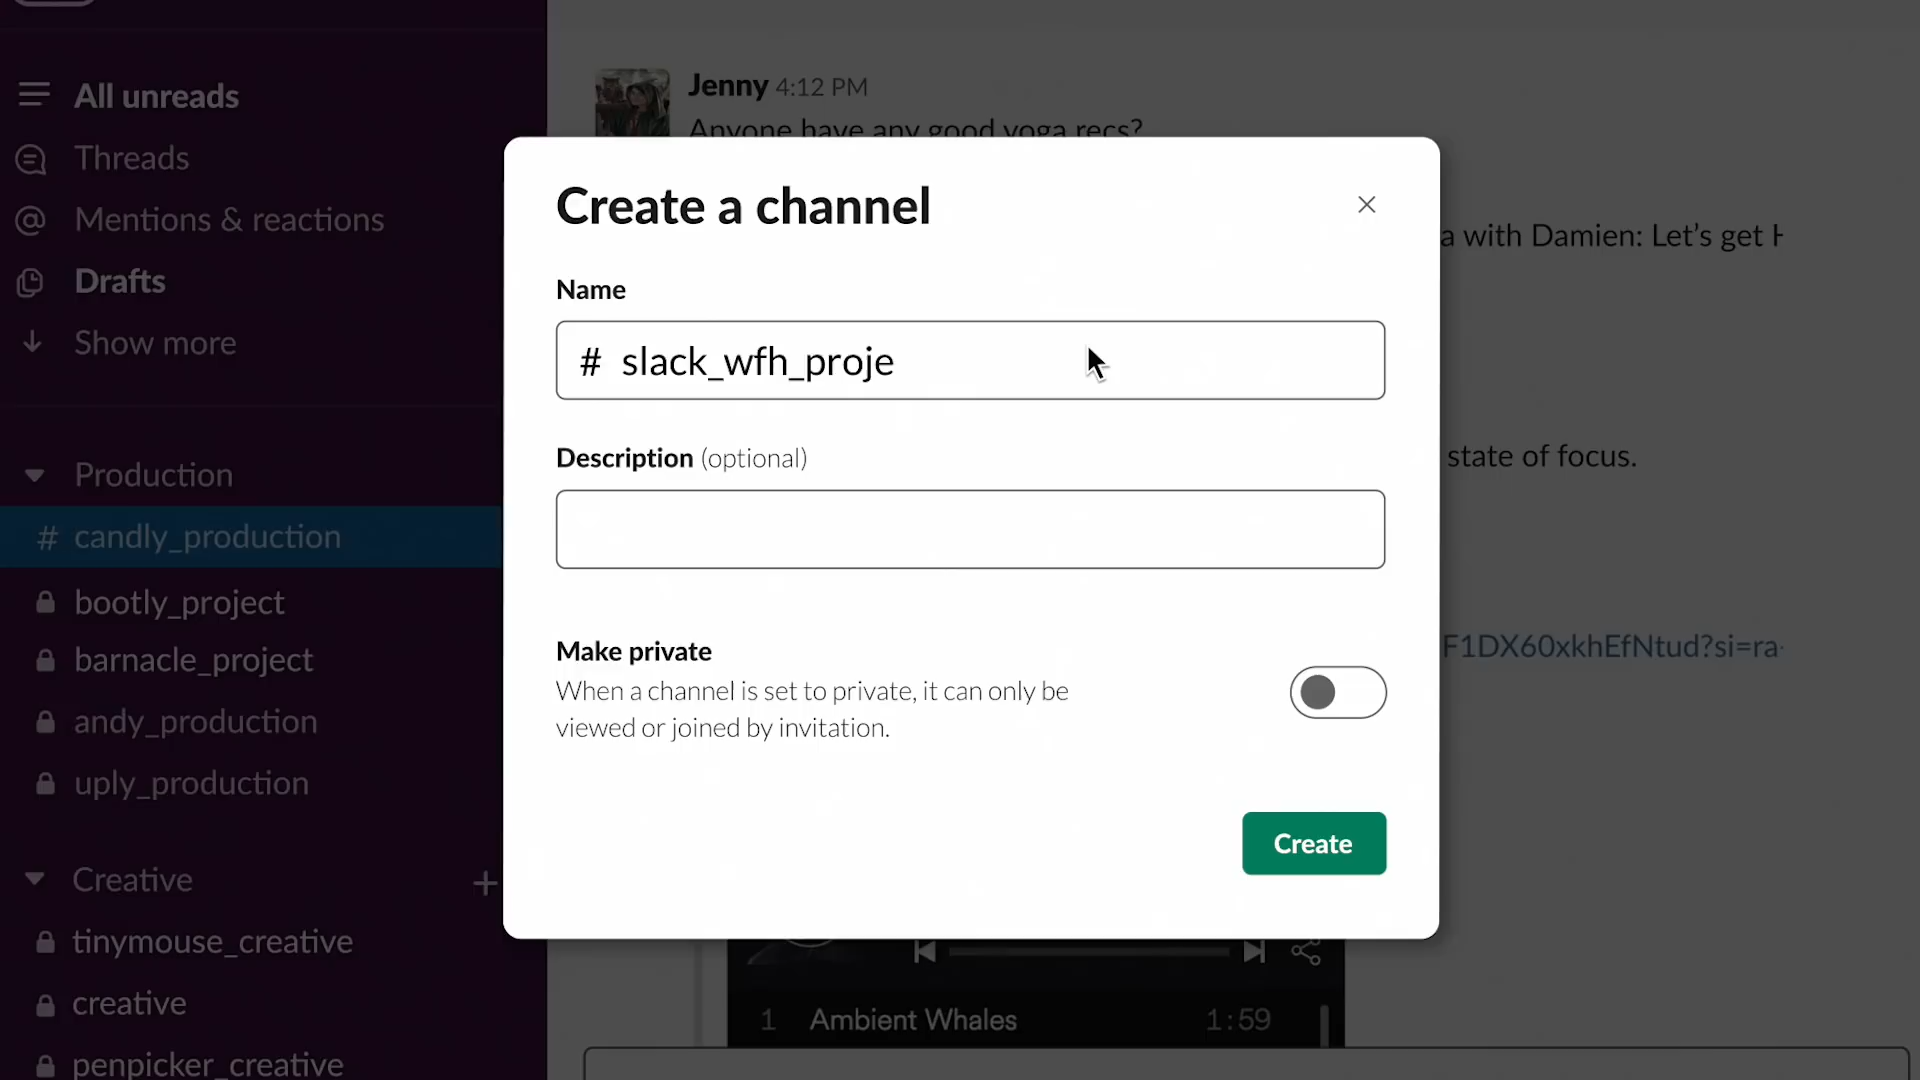 All unreads
Threads
Mentions & reactions
Drafts
Show more
Production
# candly_production
bootly_project
barnacle_project
andy_production
uply_production
Creative +
tinymouse_creative
creative
penpicker_creative
Jenny 4:12 PM
Anyone have any good yoga recs?
a with Damien: Let’s get
state of focus.
F1DX60xkhEfNtud?si=ra-
Create a channel
Name
# slack_wfh_proje
Description (optional)
Make private
When a channel is set to private, it can only be
viewed or joined by invitation.
Create
1 Ambient Whales 1:59